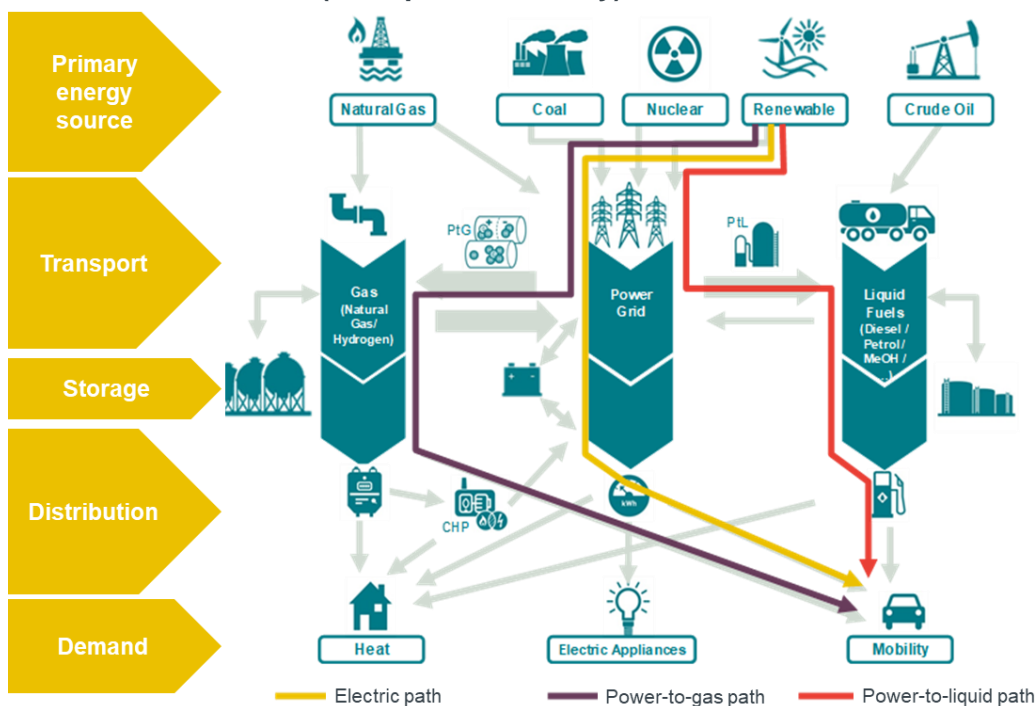 Primary
energy
source
Natural Gas
Coal
Nuclear
Renewable
Crude Oil
Transport
PtG
PtL
Gas
(Natural
Gas/
Hydrogen)
Power
Grid
Liquid
Fuels
(Diesel /
Petrol/
MeOH /
...)
Storage
+ -
Distribution
CHP
kWh
Demand
Heat
Electric Appliances
Mobility
Electric path
Power-to-gas path
Power-to-liquid path